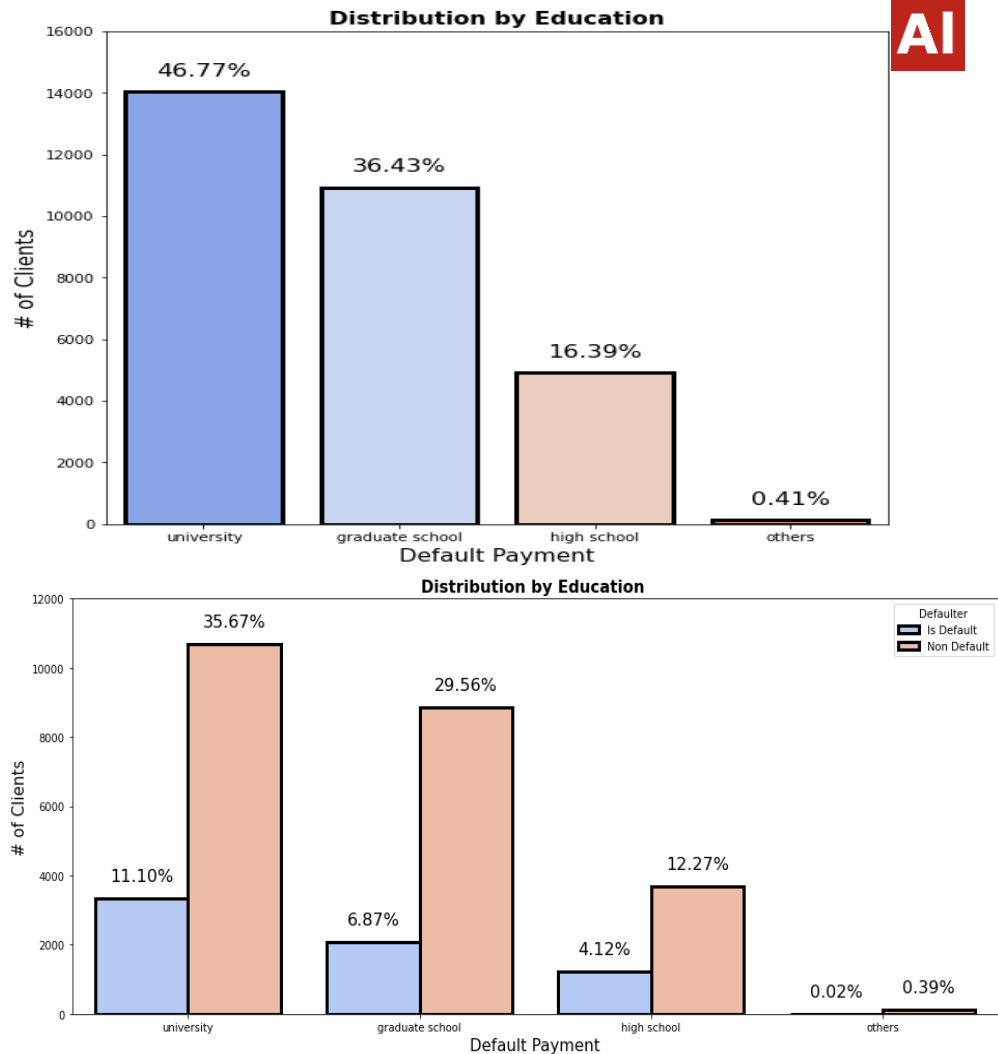 Distribution by Education
AI
16000
46.77%
14000
12000
36.43%
10000
# of Clients
8000
6000
16.39%
4000
2000
0.41%
0
university graduate school high school others
Default Payment
Distribution by Education
12000
Defaulter
Is Default
Non Default
35.67%
10000
29.56%
8000
# of Clients
6000
4000
11.10%
12.27%
6.87%
4.12%
2000
0.02% 0.39%
0
university graduate school high school others
Default Payment